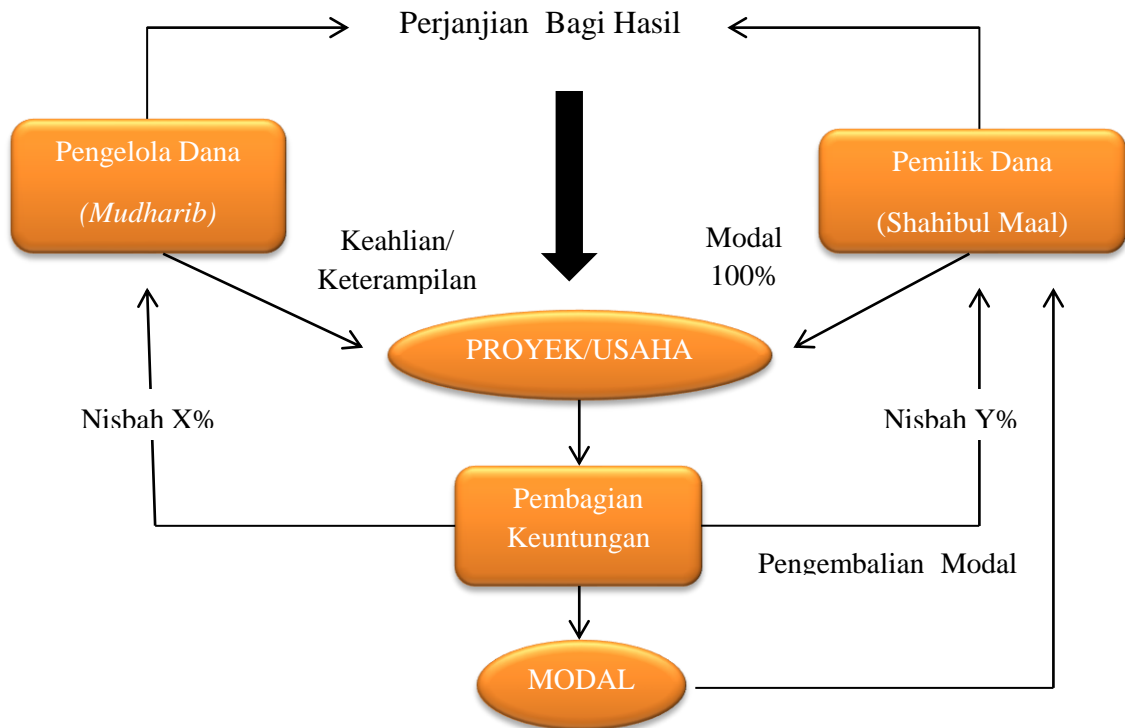 Perjanjian Bagi Hasil
Pengelola Dana
(Mudharib)
Pemilik Dana
(Shahibul Maal)
Keahlian/
Keterampilan
Modal
100%
PROYEK/USAHA
Nisbah X%
Nisbah Y%
Pembagian
Keuntungan
Pengembalian Modal
MODAL